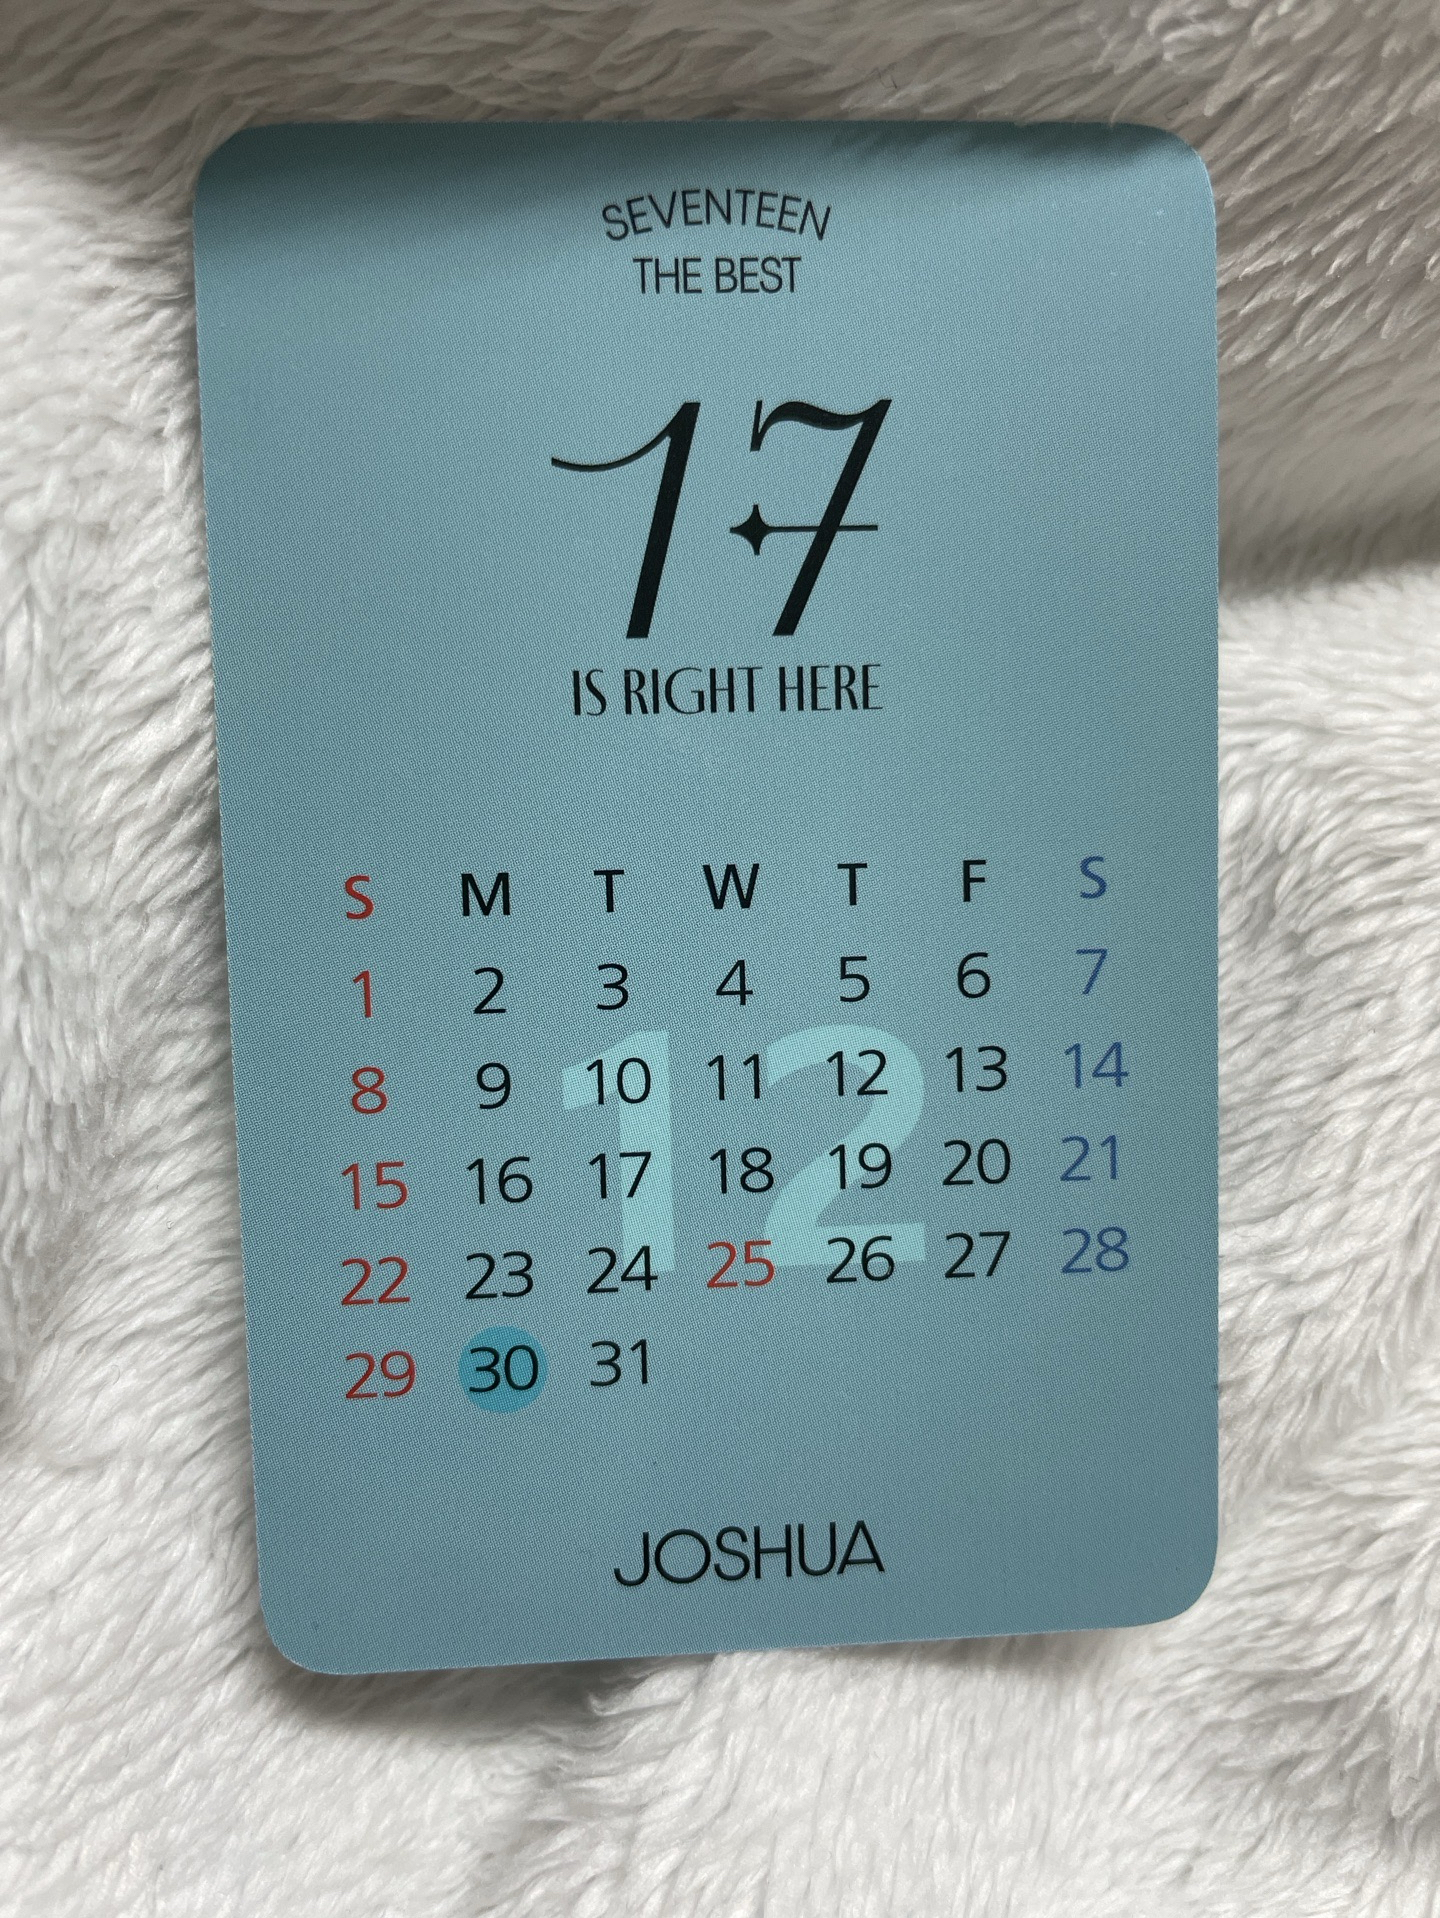 SEVENTEEN
THE BEST
17
IS RIGHT HERE
12
S M T W T F S
1 2 3 4 5 6 7
8 9 10 11 12 13 14
15 16 17 18 19 20 21
22 23 24 25 26 27 28
29 30 31
JOSHUA